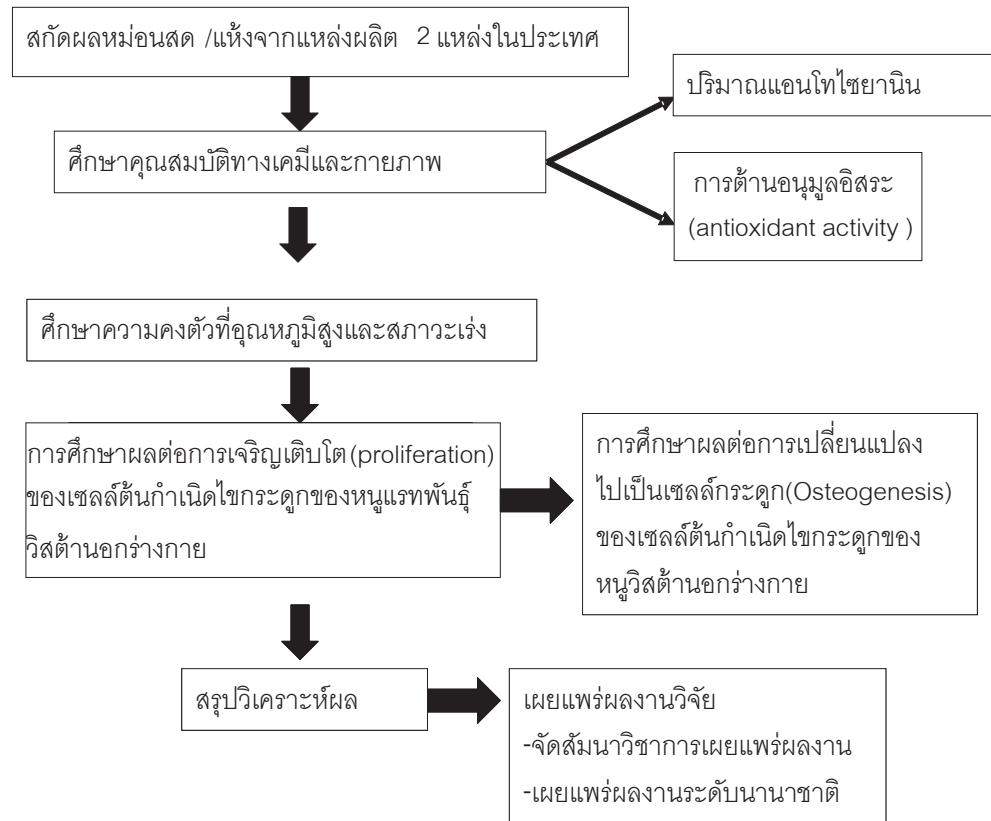 สกัดผลหม่อนสด /แห้งจากแหล่งผลิต 2 แหล่งในประเทศ
ปริมาณแอนโทไซยานิน
ศึกษาคุณสมบัติทางเคมีและกายภาพ
การต้านอนุมูลอิสระ
(antioxidant activity )
ศึกษาความคงตัวที่อุณหภูมิสูงและสภาวะเร่ง
การศึกษาผลต่อการเจริญเติบโต(proliferation)
ของเซลล์ต้นกำเนิดไขกระดูกของหนูแรทพันธุ์
วิสต้านอกร่างกาย
การศึกษาผลต่อการเปลี่ยนแปลง
ไปเป็นเซลล์กระดูก(Osteogenesis)
ของเซลล์ต้นกำเนิดไขกระดูกของ
หนูวิสต้านอกร่างกาย
สรุปวิเคราะห์ผล
เผยแพร่ผลงานวิจัย
-จัดสัมนาวิชาการเผยแพร่ผลงาน
-เผยแพร่ผลงานระดับนานาชาติ